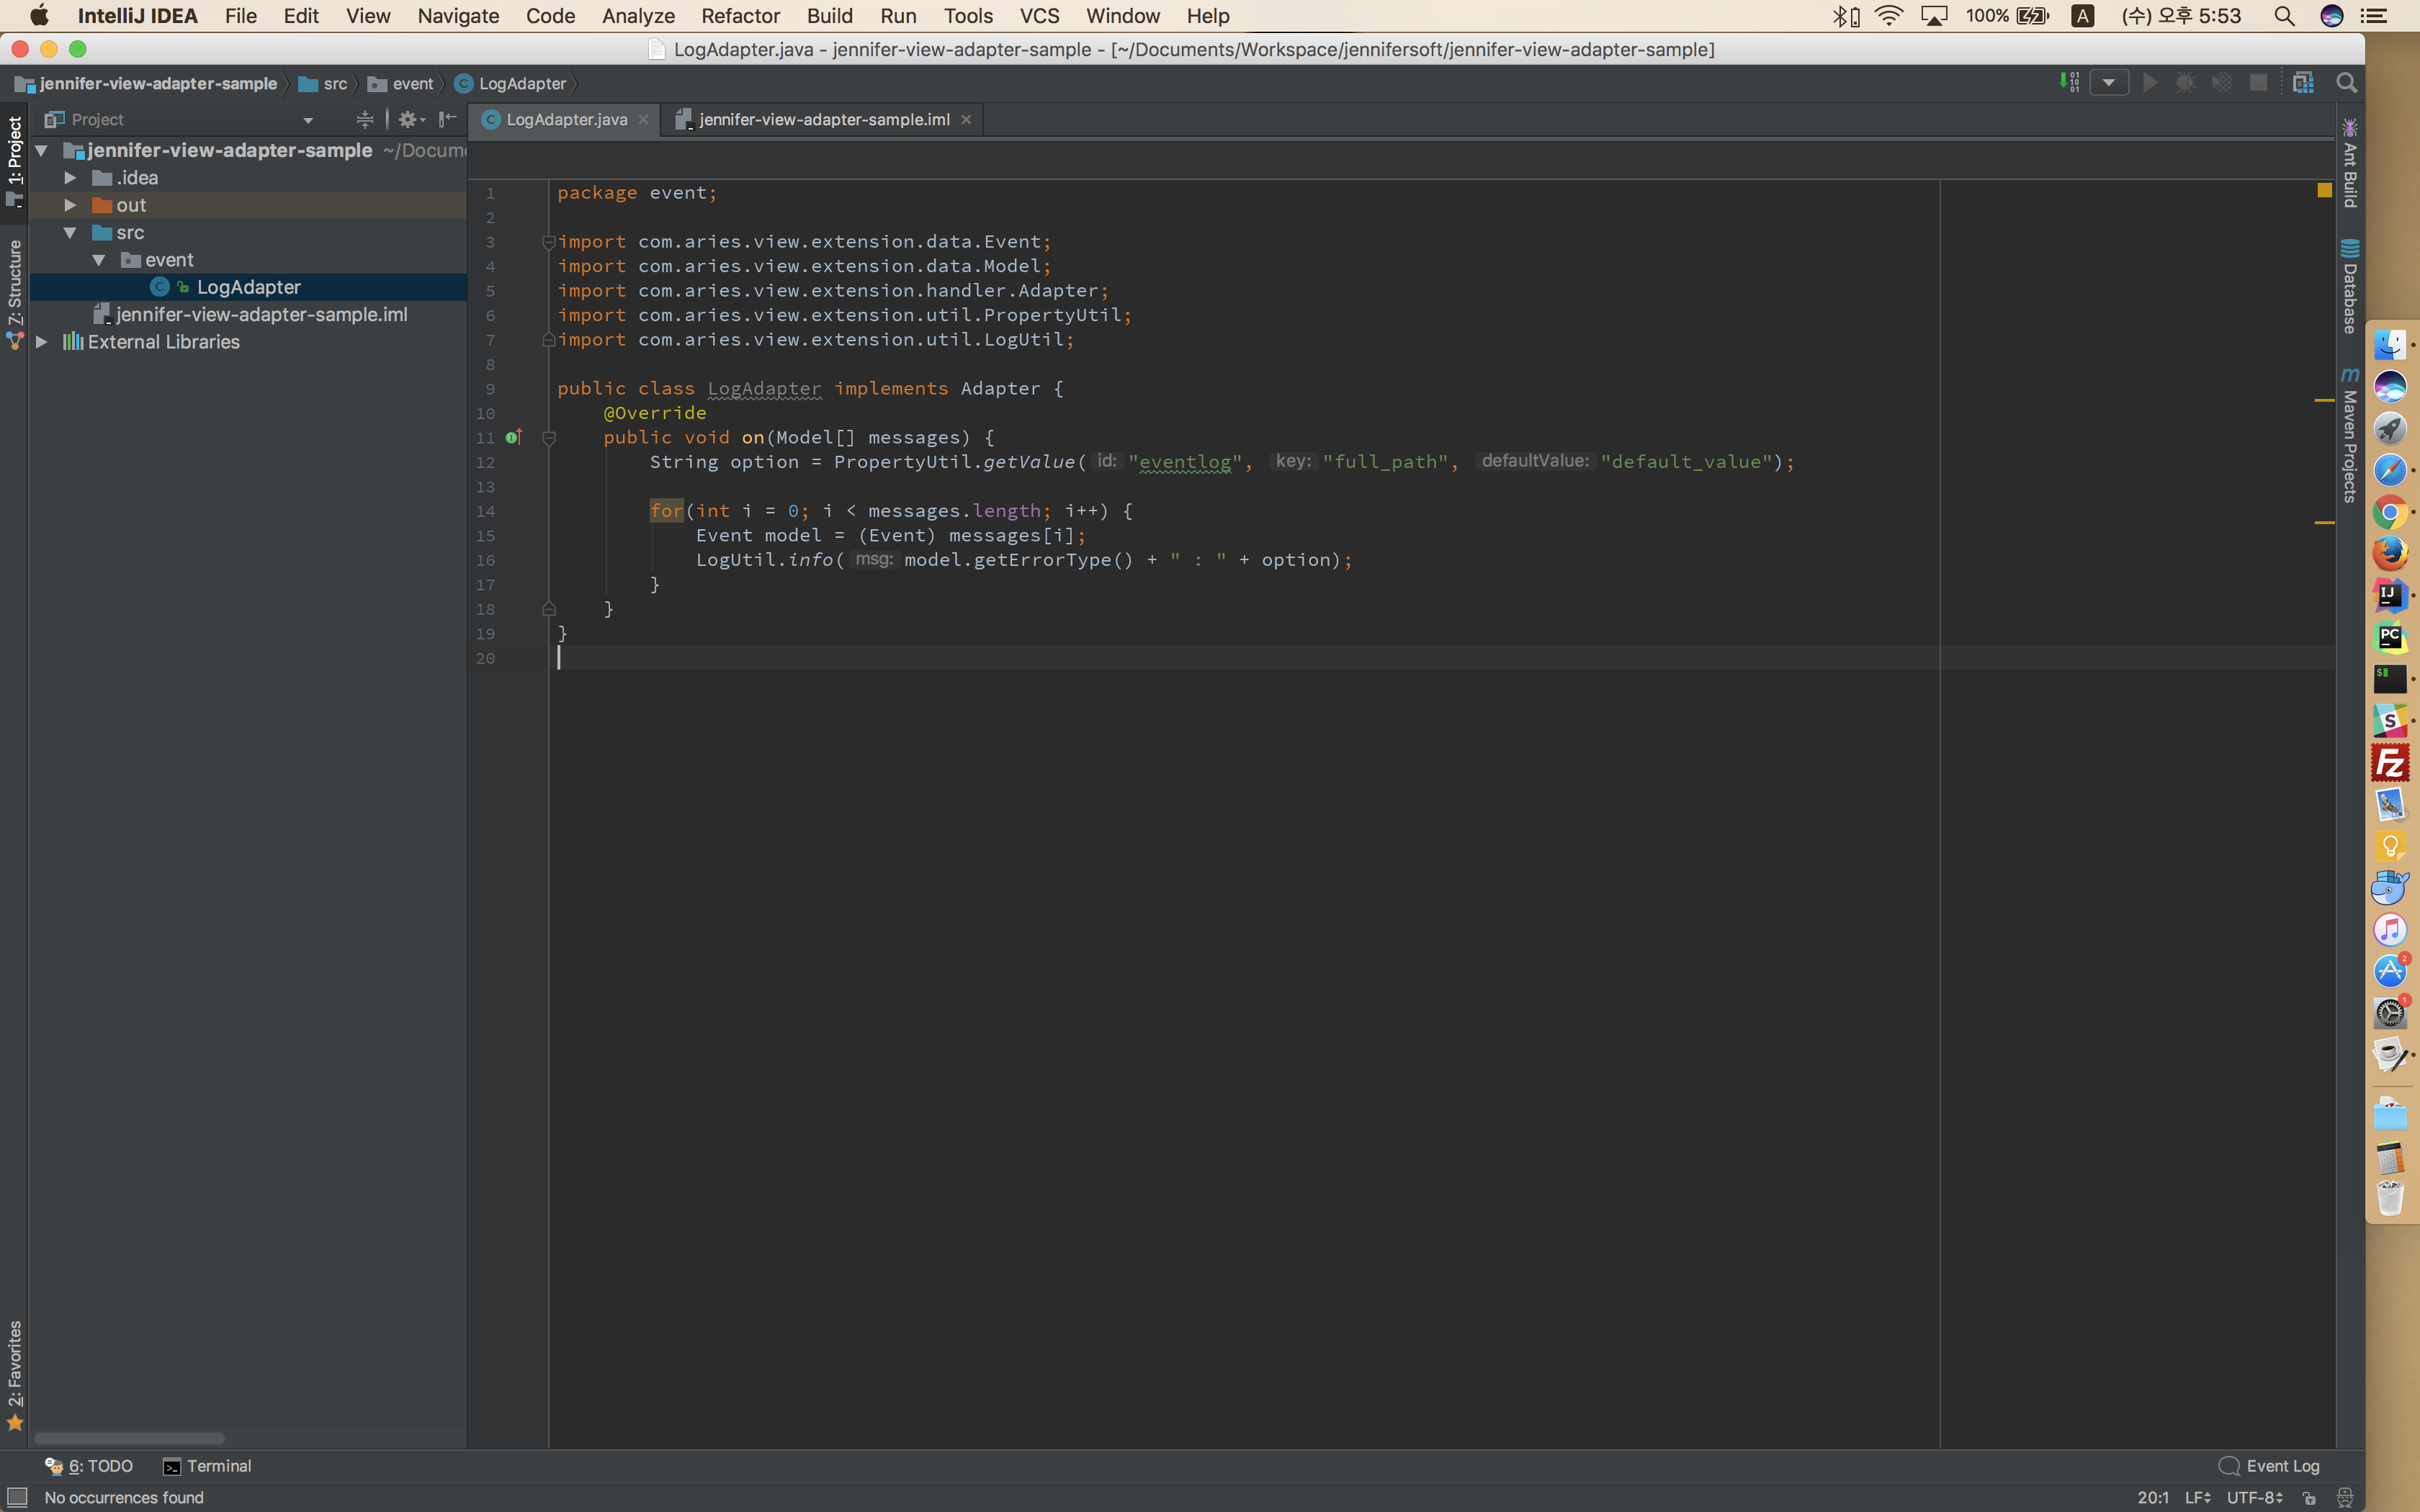 IntelliJ IDEA File Edit View Navigate Code Analyze Refactor Build Run Tools VCS Window Help 100% A (수) 오후 5:53
LogAdapter.java - jennifer-view-adapter-sample - [~/Documents/Workspace/jennifersoft/jennifer-view-adapter-sample]
jennifer-view-adapter-sample src event LogAdapter
Project
LogAdapter.java jennifer-view-adapter-sample.iml
1: Project
Z: Structure
2: Favorites
jennifer-view-adapter-sample ~/Docum
.idea
out
src
event
LogAdapter
jennifer-view-adapter-sample.iml
External Libraries
1 package event;
2
3 import com.aries.view.extension.data.Event;
4 import com.aries.view.extension.data.Model;
5 import com.aries.view.extension.handler.Adapter;
6 import com.aries.view.extension.util.PropertyUtil;
7 import com.aries.view.extension.util.LogUtil;
8
9 public class LogAdapter implements Adapter {
10 @Override
11 public void on(Model[] messages) {
12 String option = PropertyUtil.getValue( id: "eventlog", key: "full_path", defaultValue: "default_value");
13
14 for(int i = 0; i < messages.length; i++) {
15 Event model = (Event) messages[i];
16 LogUtil.info( msg: model.getErrorType() + " : " + option);
17 }
18 }
19 }
20
Ant Build
Database
Maven Projects
IJ
PC
$
S
FZ
2
1
6: TODO Terminal Event Log
No occurrences found 20:1 LF UTF-8